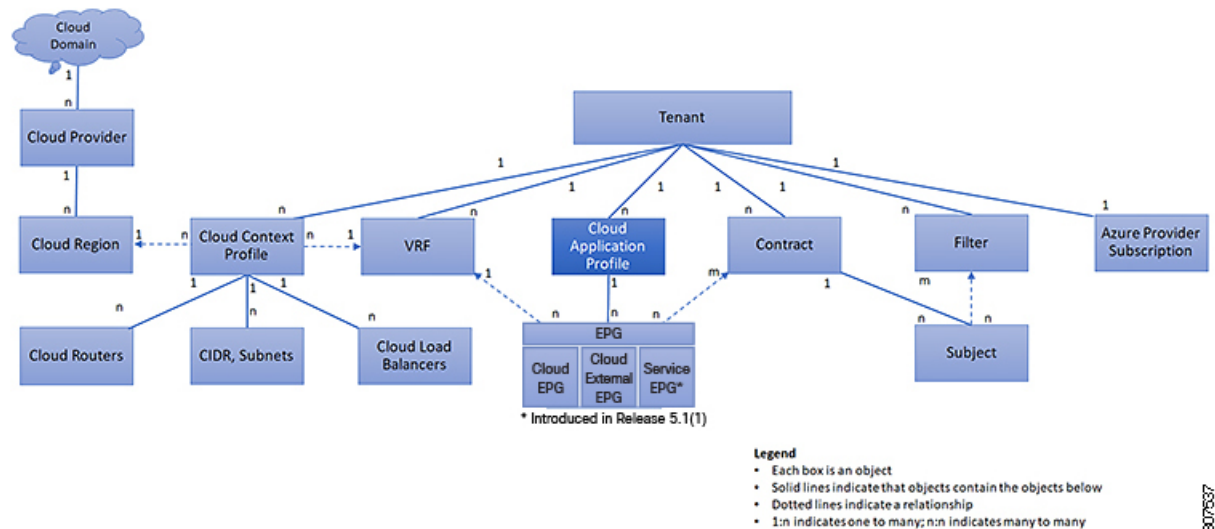 Cloud
Domain
1
n
Cloud Provider
Tenant
1
n
1
1
1
1
1
1
n
n
n
n
n
1
Cloud Region
1
n
Cloud Context
Profile
n
1
VRF
Cloud
Application
Profile
Contract
Filter
Azure Provider
Subscription
1
1
1
1
1
m
1
m
n
n
n
n
n
n
n
n
Cloud Routers
CIDR, Subnets
Cloud Load
Balancers
EPG
Cloud
EPG
Cloud
External
EPG
Service
EPG*
Subject
* Introduced in Release 5.1(1)
Legend
• Each box is an object
• Solid lines indicate that objects contain the objects below
• Dotted lines indicate a relationship
• 1:n indicates one to many; n:n indicates many to many
307537